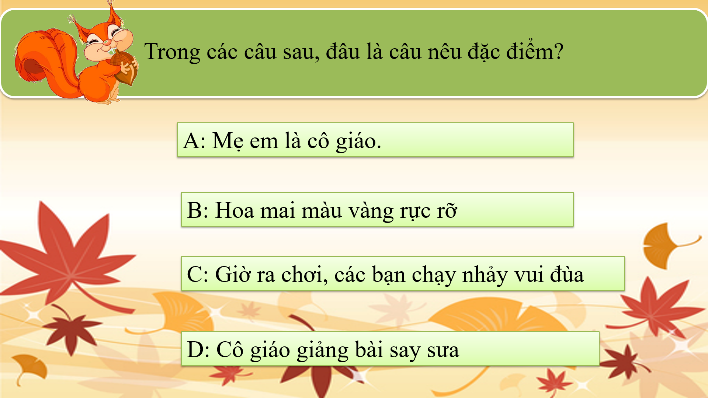 Trong các câu sau, đâu là câu nêu đặc điểm?
A: Mẹ em là cô giáo.
B: Hoa mai màu vàng rực rỡ
C: Giờ ra chơi, các bạn chạy nhảy vui đùa
D: Cô giáo giảng bài say sưa